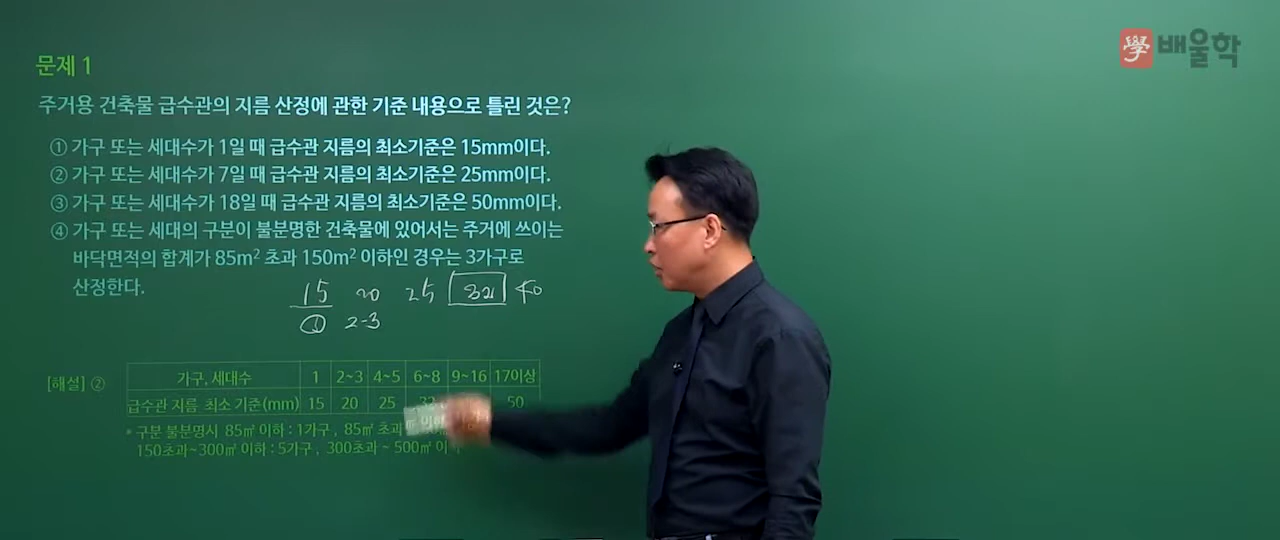 學 배울학
문제 1
주거용 건축물 급수관의 지름 산정에 관한 기준 내용으로 틀린 것은?
① 가구 또는 세대수가 1일 때 급수관 지름의 최소기준은 15mm이다.
② 가구 또는 세대수가 7일 때 급수관 지름의 최소기준은 25mm이다.
③ 가구 또는 세대수가 18일 때 급수관 지름의 최소기준은 50mm이다.
④ 가구 또는 세대의 구분이 불분명한 건축물에 있어서는 주거에 쓰이는
바닥면적의 합계가 85m² 초과 150m² 이하인 경우는 3가구로
산정한다.
15 20 25 32 40
① 2-3
[해설] ②
가구, 세대수 1 2~3 4~5 6~8 9~16 17이상
급수관 지름 최소 기준(mm) 15 20 25 32 50
* 구분 불분명시 85㎡ 이하 : 1가구, 85㎡ 초과 ㎡ 이하
150초과~300㎡ 이하 : 5가구, 300초과 ~ 500㎡ 이